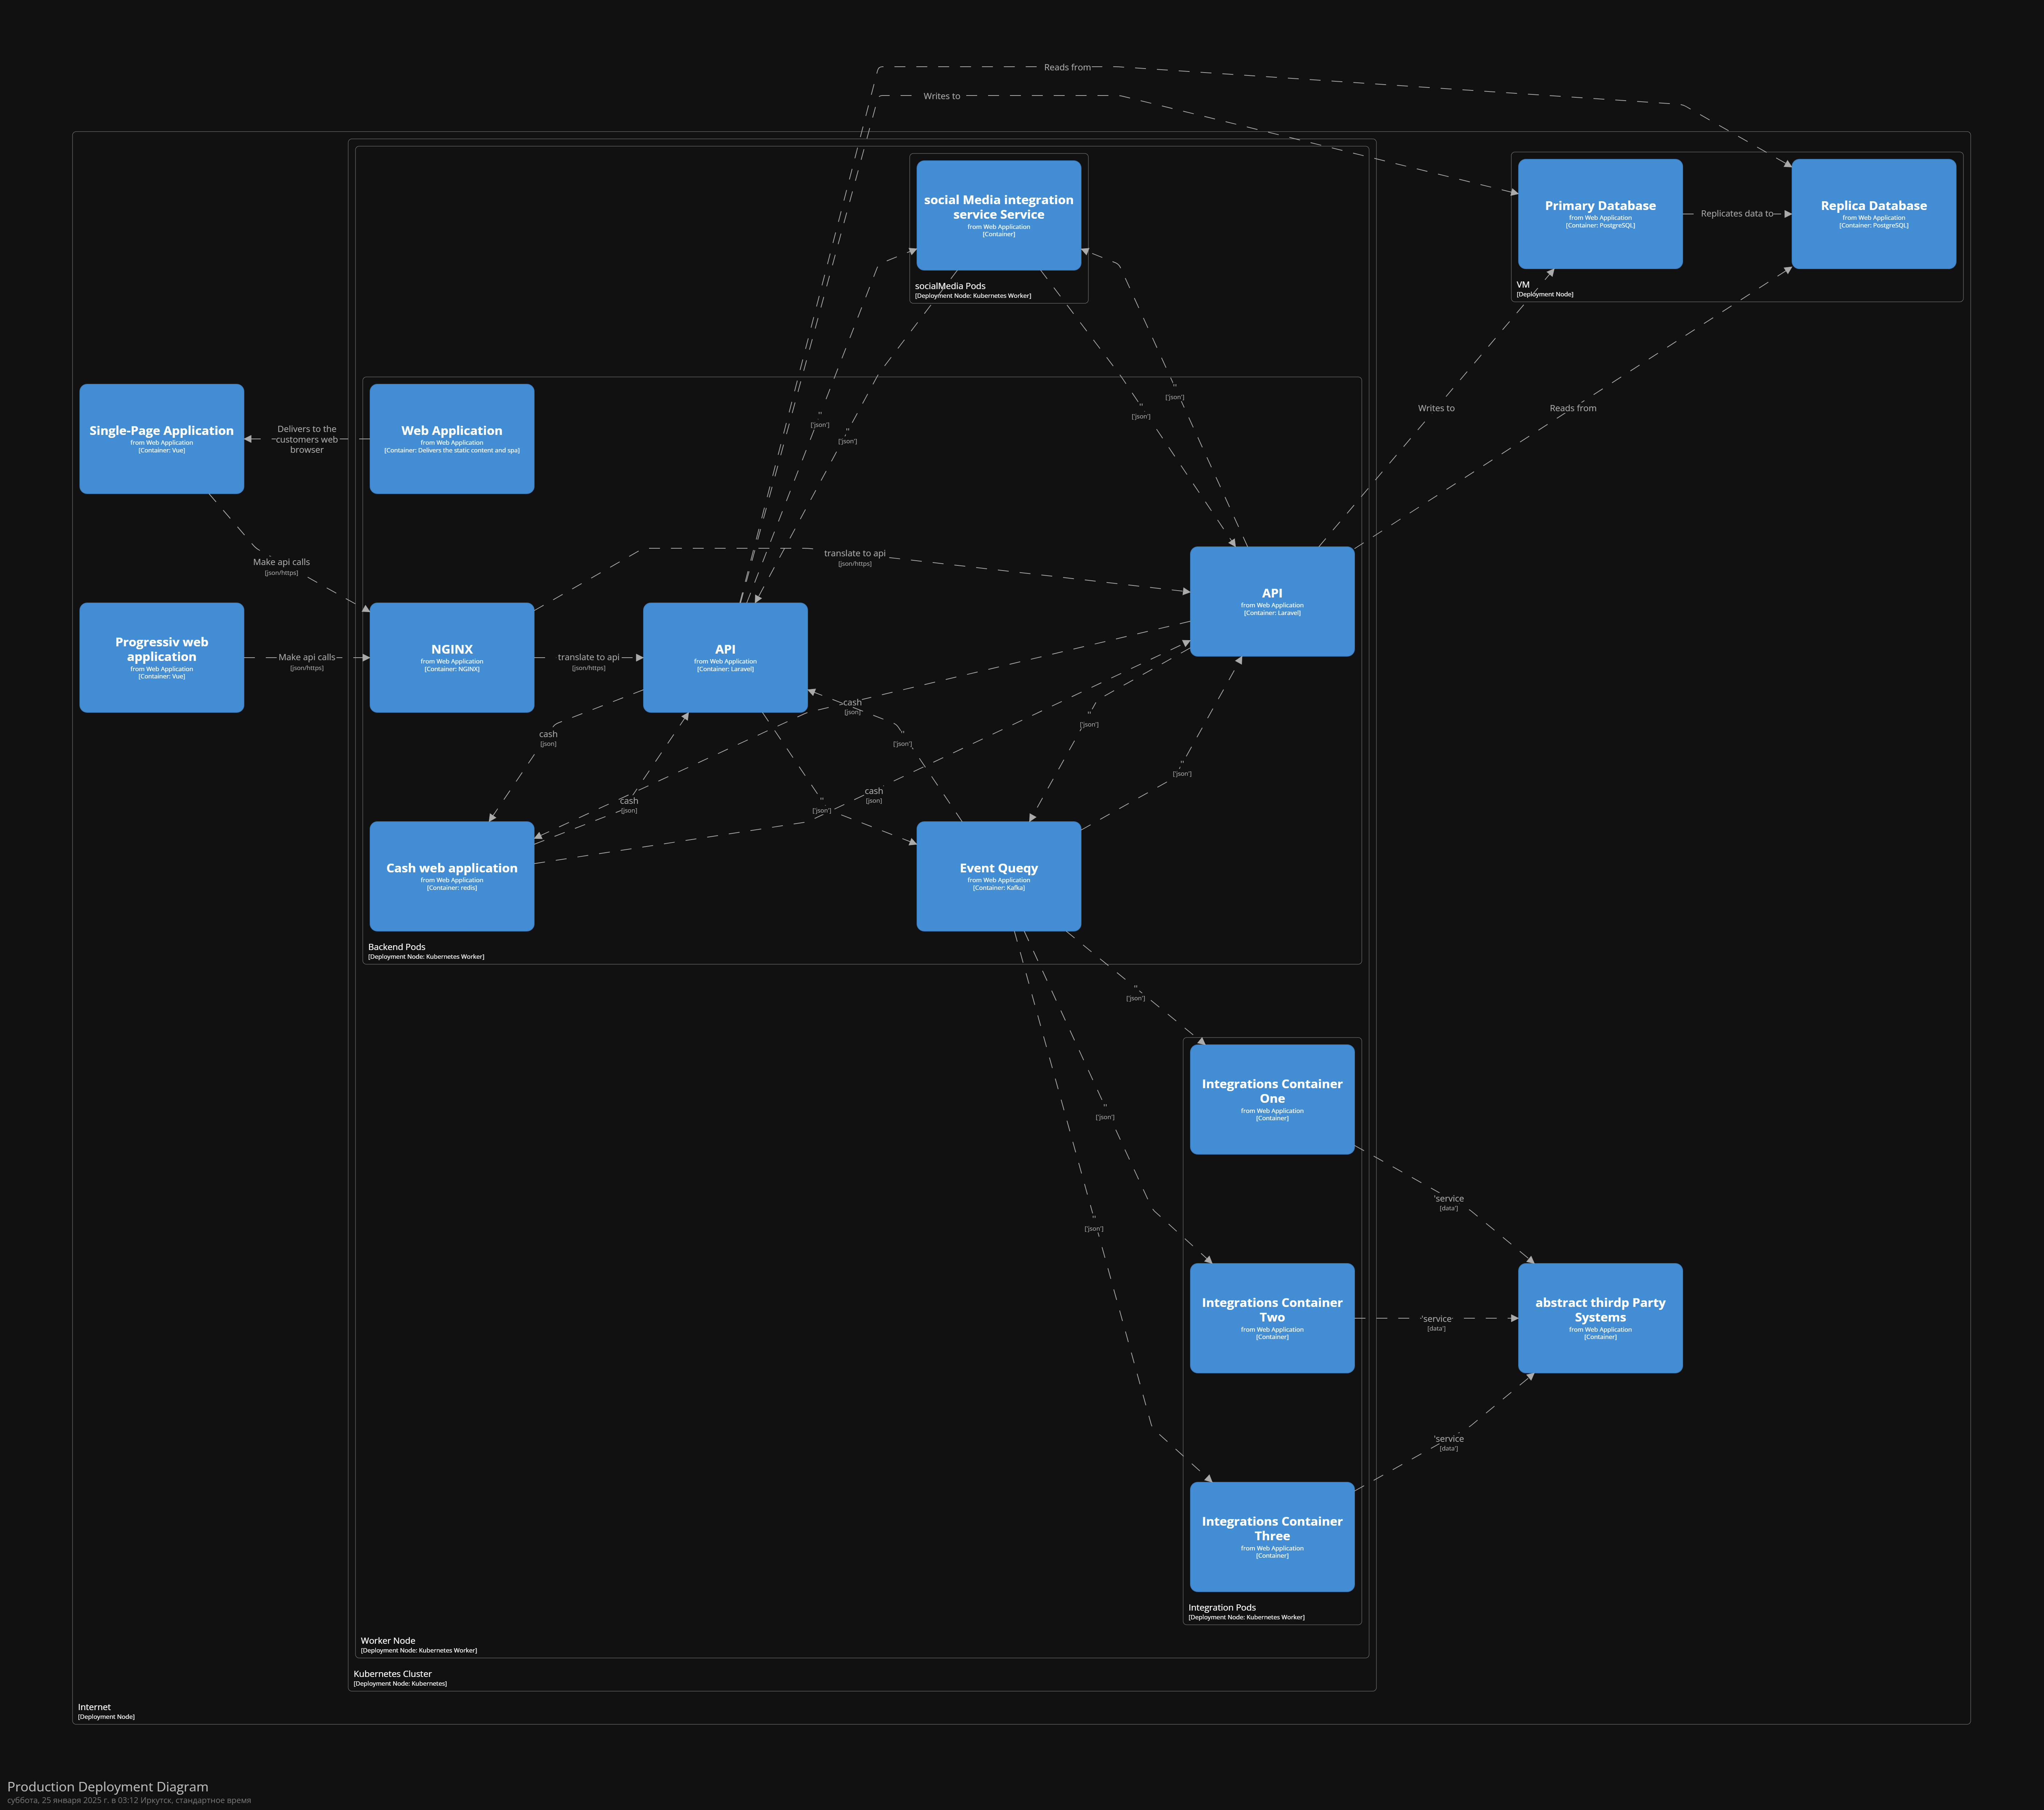 Reads from
Writes to
social Media integration
service Service
from Web Application
[Container]
socialMedia Pods
[Deployment Node: Kubernetes Worker]
Primary Database
from Web Application
[Container: PostgreSQL]
Replicates data to
Replica Database
from Web Application
[Container: PostgreSQL]
VM
[Deployment Node]
Single-Page Application
from Web Application
[Container: Vue]
Delivers to the
customers web
browser
Web Application
from Web Application
[Container: Delivers the static content and spa]
''
['json']
''
['json']
''
['json']
''
['json']
Writes to
Reads from
Make api calls
[json/https]
translate to api
[json/https]
API
from Web Application
[Container: Laravel]
Progressiv web
application
from Web Application
[Container: Vue]
Make api calls
[json/https]
NGINX
from Web Application
[Container: NGINX]
translate to api
[json/https]
API
from Web Application
[Container: Laravel]
cash
[json]
cash
[json]
''
['json']
''
['json']
''
['json']
cash
[json]
''
['json']
cash
[json]
Cash web application
from Web Application
[Container: redis]
Event Queqy
from Web Application
[Container: Kafka]
Backend Pods
[Deployment Node: Kubernetes Worker]
''
['json']
''
['json']
''
['json']
Integrations Container
One
from Web Application
[Container]
'service
[data']
Integrations Container
Two
from Web Application
[Container]
'service
[data']
abstract thirdp Party
Systems
from Web Application
[Container]
'service
[data']
Integrations Container
Three
from Web Application
[Container]
Integration Pods
[Deployment Node: Kubernetes Worker]
Worker Node
[Deployment Node: Kubernetes Worker]
Kubernetes Cluster
[Deployment Node: Kubernetes]
Internet
[Deployment Node]
Production Deployment Diagram
суббота, 25 января 2025 г. в 03:12 Иркутск, стандартное время